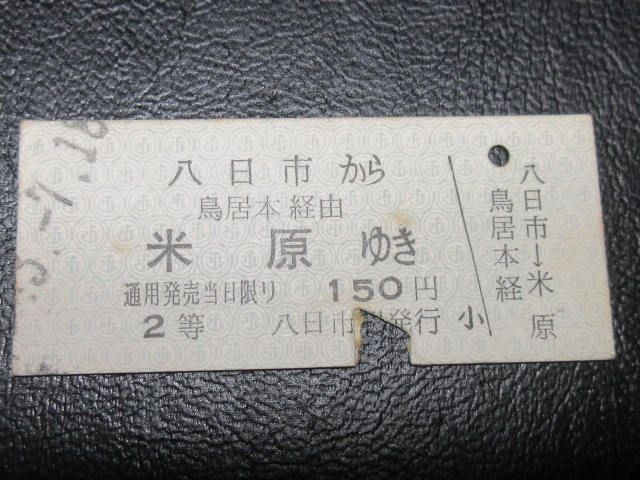 八日市から
鳥居本経由
米原ゆき
通用発売当日限り 150円
2等 八日市 発行
小
八日市→米原
鳥居本経